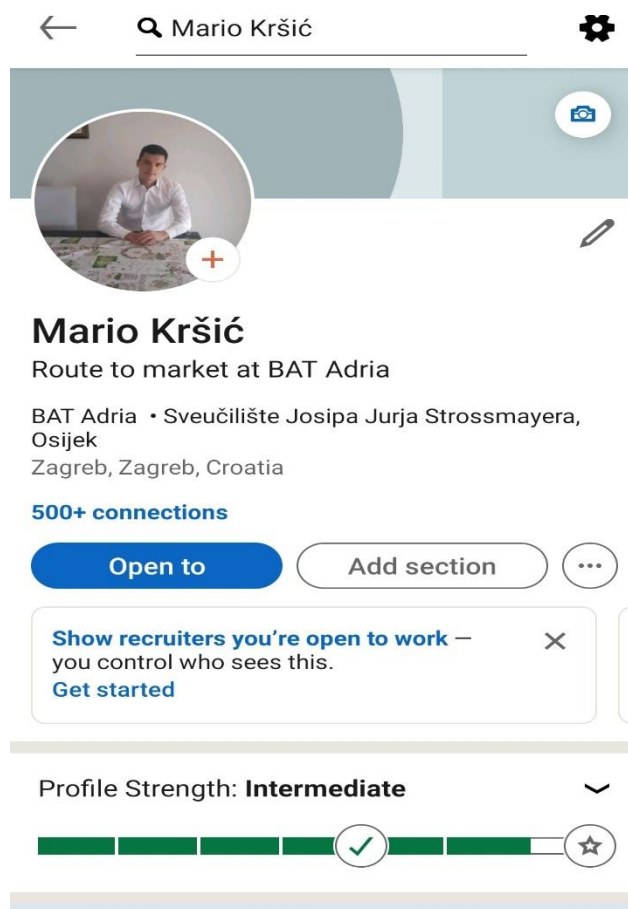 Mario Kršić
Mario Kršić
Route to market at BAT Adria
BAT Adria • Sveučilište Josipa Jurja Strossmayera,
Osijek
Zagreb, Zagreb, Croatia
500+ connections
Open to
Add section
Show recruiters you’re open to work –
you control who sees this.
Get started
Profile Strength: Intermediate